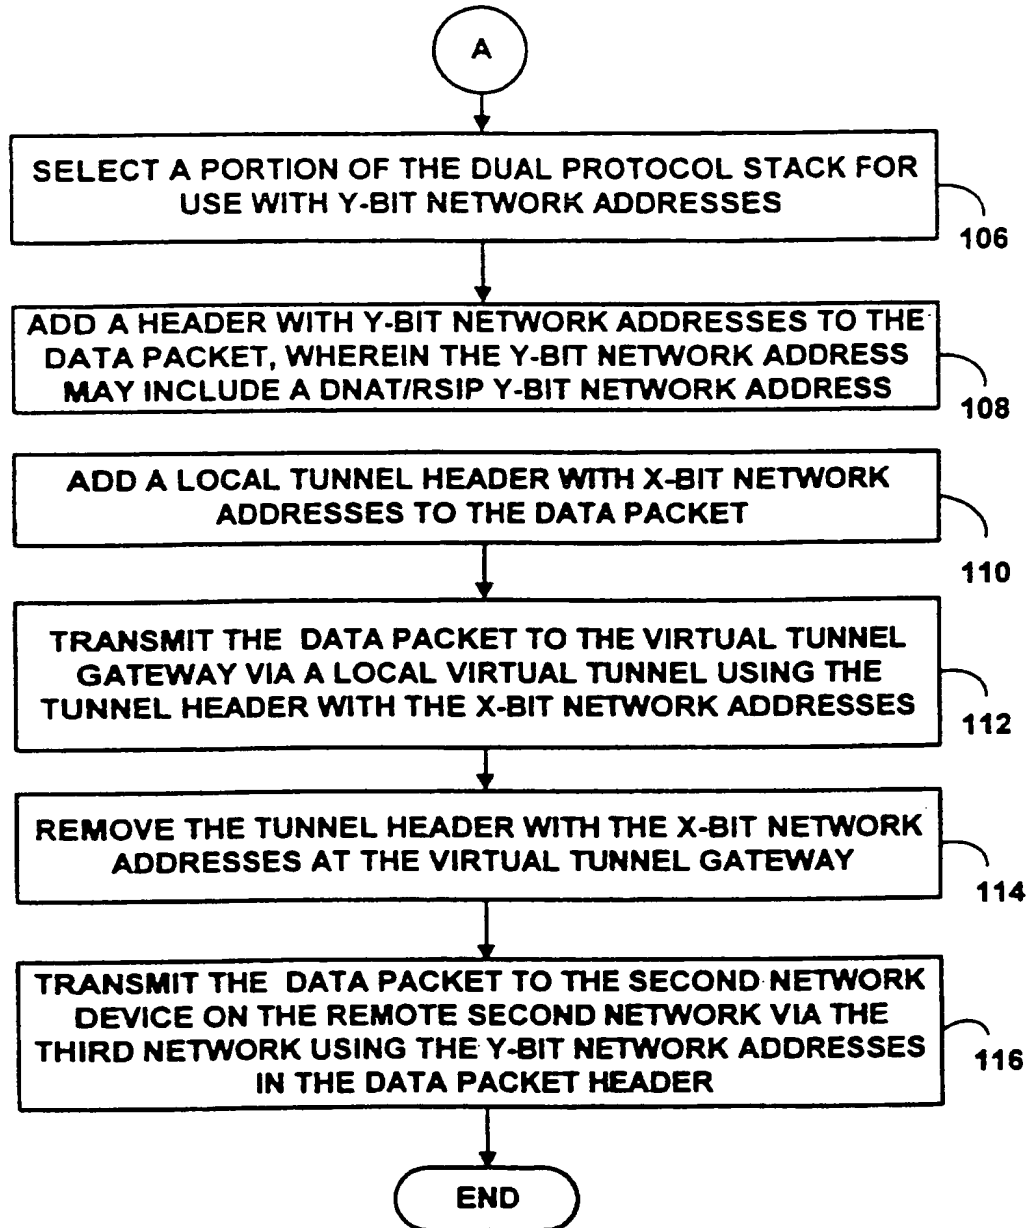 A
SELECT A PORTION OF THE DUAL PROTOCOL STACK FOR
USE WITH Y-BIT NETWORK ADDRESSES
106
ADD A HEADER WITH Y-BIT NETWORK ADDRESSES TO THE
DATA PACKET, WHEREIN THE Y-BIT NETWORK ADDRESS
MAY INCLUDE A DNAT/RSIP Y-BIT NETWORK ADDRESS
108
ADD A LOCAL TUNNEL HEADER WITH X-BIT NETWORK
ADDRESSES TO THE DATA PACKET
110
TRANSMIT THE DATA PACKET TO THE VIRTUAL TUNNEL
GATEWAY VIA A LOCAL VIRTUAL TUNNEL USING THE
TUNNEL HEADER WITH THE X-BIT NETWORK ADDRESSES
112
REMOVE THE TUNNEL HEADER WITH THE X-BIT NETWORK
ADDRESSES AT THE VIRTUAL TUNNEL GATEWAY
114
TRANSMIT THE DATA PACKET TO THE SECOND NETWORK
DEVICE ON THE REMOTE SECOND NETWORK VIA THE
THIRD NETWORK USING THE Y-BIT NETWORK ADDRESSES
IN THE DATA PACKET HEADER
116
END